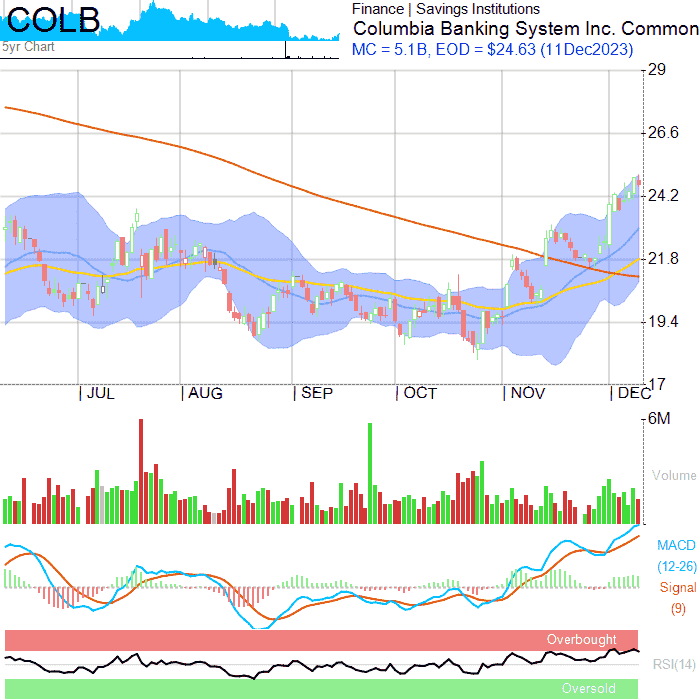 COLB
5yr Chart
Finance | Savings Institutions
Columbia Banking System Inc. Common
MC = 5.1B, EOD = $24.63 (11Dec2023)
29
26.6
24.2
21.8
19.4
17
JUL
AUG
SEP
OCT
NOV
DEC
6M
Volume
MACD
(12-26)
Signal
(9)
Overbought
RSI(14)
Oversold